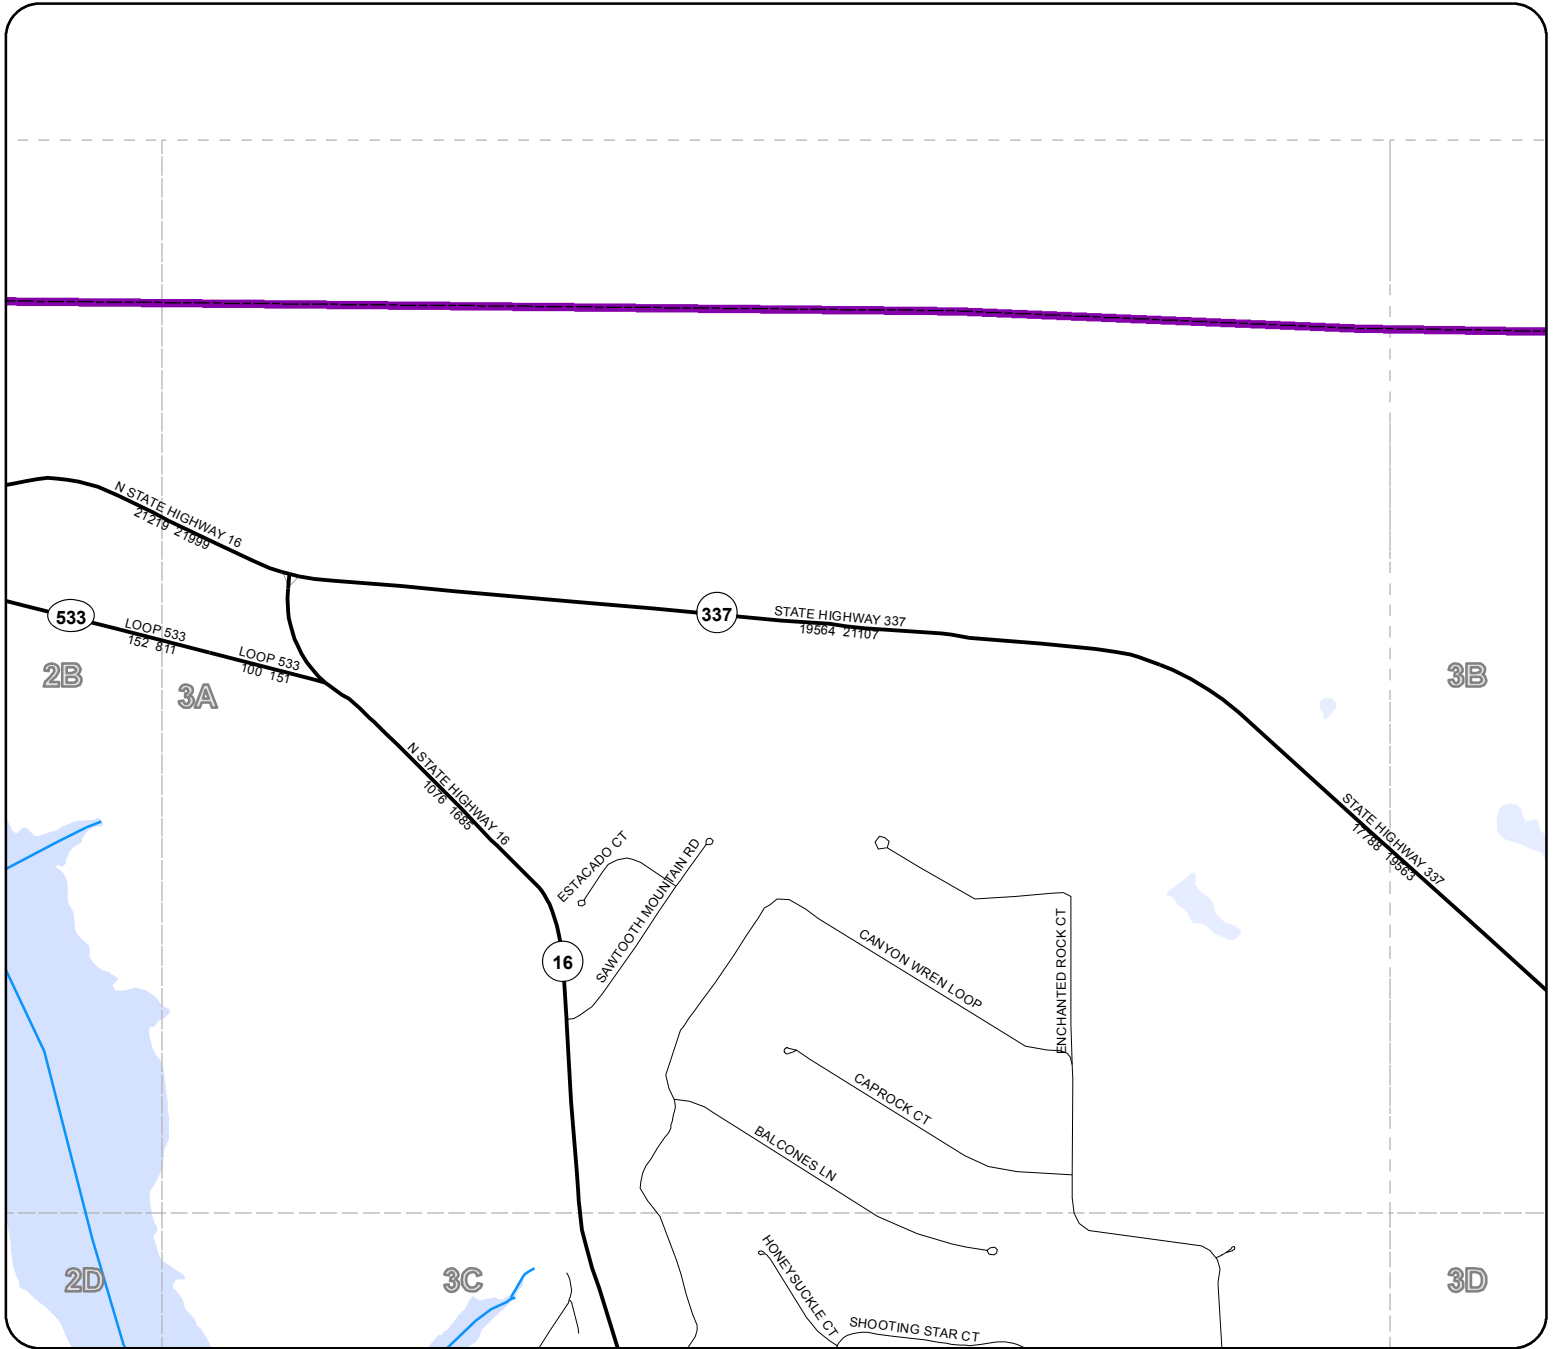 N STATE HIGHWAY 16
21219 21999
533
LOOP 533
152 811
LOOP 533
100 151
337
STATE HIGHWAY 337
19564 21107
2B
3A
3B
N STATE HIGHWAY 16
1076 1685
STATE HIGHWAY 337
17788 19563
ESTACADO CT
SAWTOOTH MOUNTAIN RD
16
CANYON WREN LOOP
ENCHANTED ROCK CT
CAPROCK CT
BALCONES LN
HONEYSUCKLE CT
SHOOTING STAR CT
2D
3C
3D